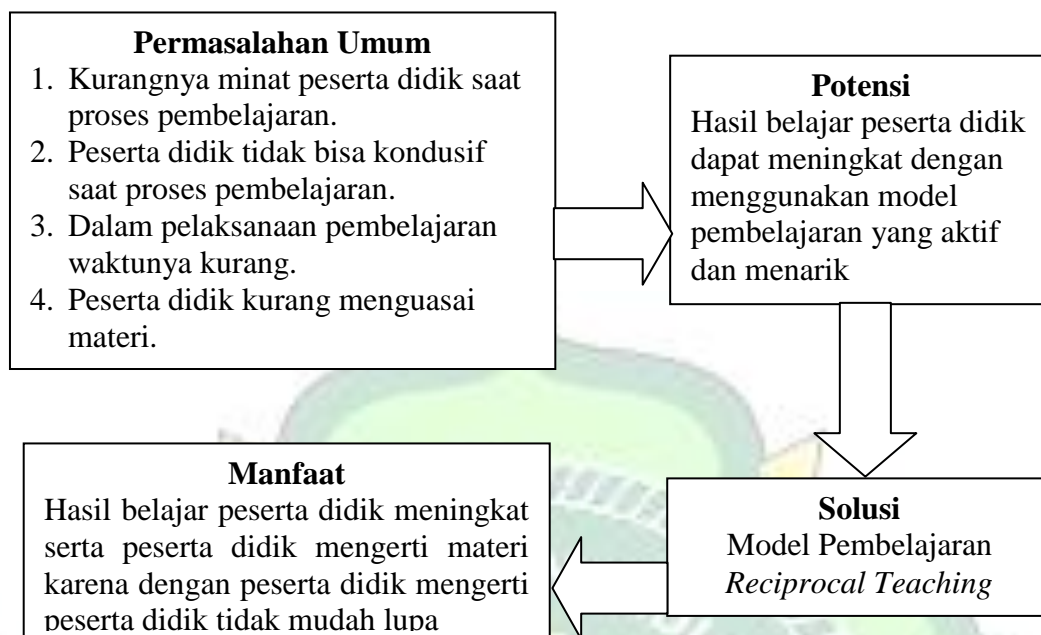 Permasalahan Umum
1. Kurangnya minat peserta didik saat
proses pembelajaran.
2. Peserta didik tidak bisa kondusif
saat proses pembelajaran.
3. Dalam pelaksanaan pembelajaran
waktunya kurang.
4. Peserta didik kurang menguasai
materi.
Potensi
Hasil belajar peserta didik
dapat meningkat dengan
menggunakan model
pembelajaran yang aktif
dan menarik
Solusi
Model Pembelajaran
Reciprocal Teaching
Manfaat
Hasil belajar peserta didik meningkat
serta peserta didik mengerti materi
karena dengan peserta didik mengerti
peserta didik tidak mudah lupa